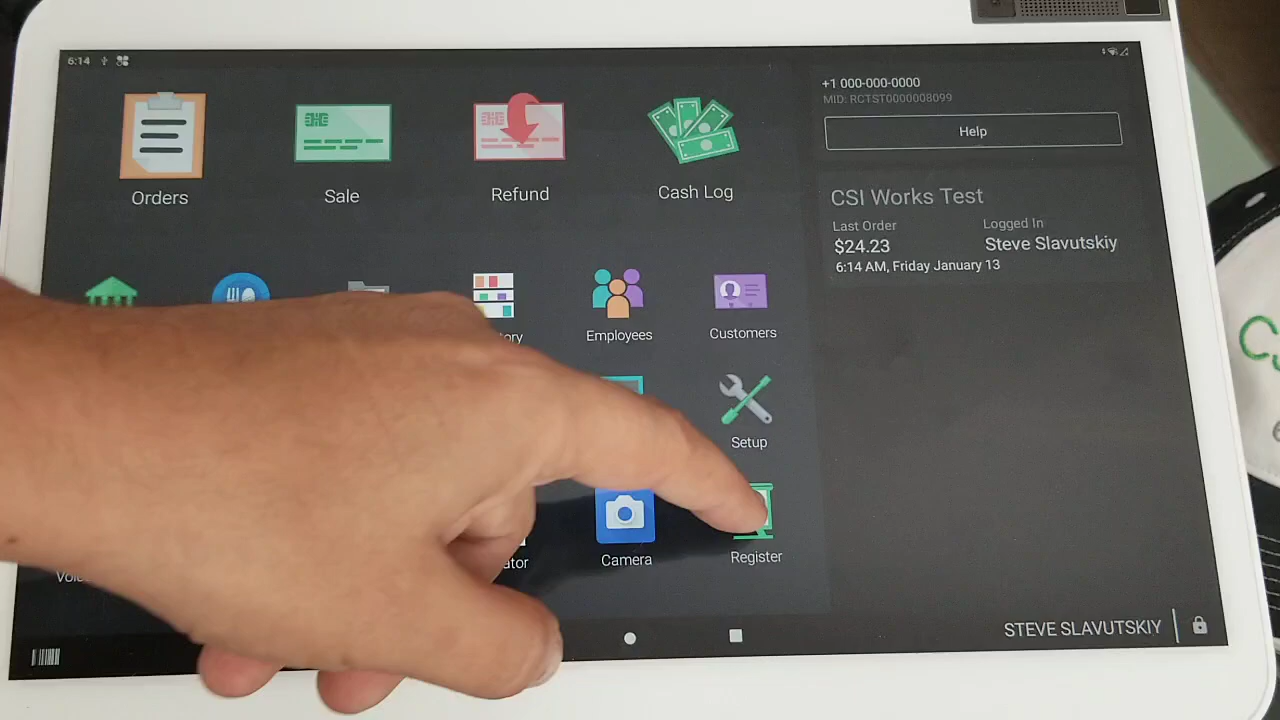 6:14
+1 000-000-0000
MID: RCTST0000008099
Help
Orders
Sale
Refund
Cash Log
CSI Works Test
Last Order
Logged In
$24.23
Steve Slavutskiy
6:14 AM, Friday January 13
Employees
Customers
Setup
Camera
Register
STEVE SLAVUTSKIY